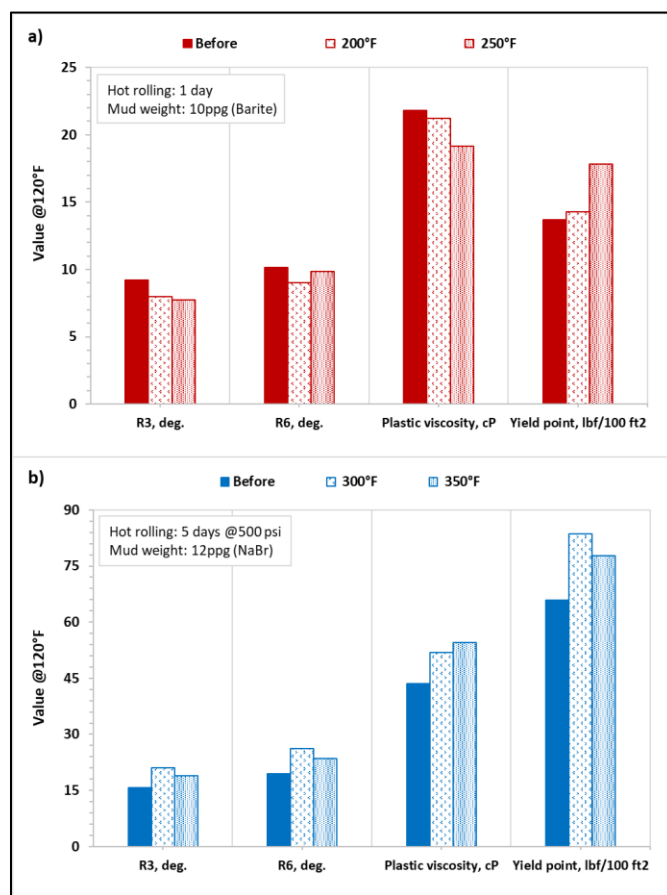 a)
Before 200°F 250°F
25
20
15
10
5
0
Value @120°F
Hot rolling: 1 day
Mud weight: 10ppg (Barite)
R3, deg. R6, deg. Plastic viscosity, cP Yield point, lbf/100 ft2
b)
Before 300°F 350°F
90
75
60
45
30
15
0
Value @120°F
Hot rolling: 5 days @500 psi
Mud weight: 12ppg (NaBr)
R3, deg. R6, deg. Plastic viscosity, cP Yield point, lbf/100 ft2